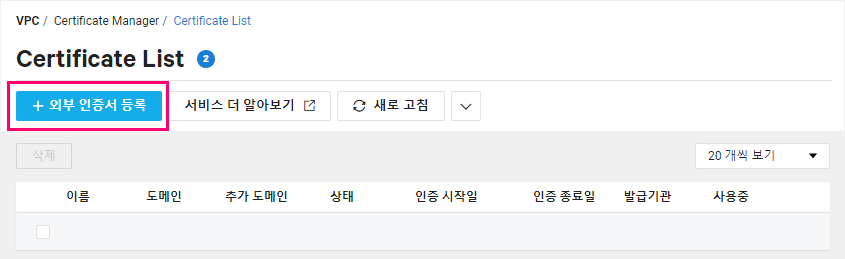 VPC / Certificate Manager / Certificate List
Certificate List 2
+ 외부 인증서 등록 서비스 더 알아보기 새로 고침
삭제 20 개씩 보기
이름 도메인 추가 도메인 상태 인증 시작일 인증 종료일 발급기관 사용중